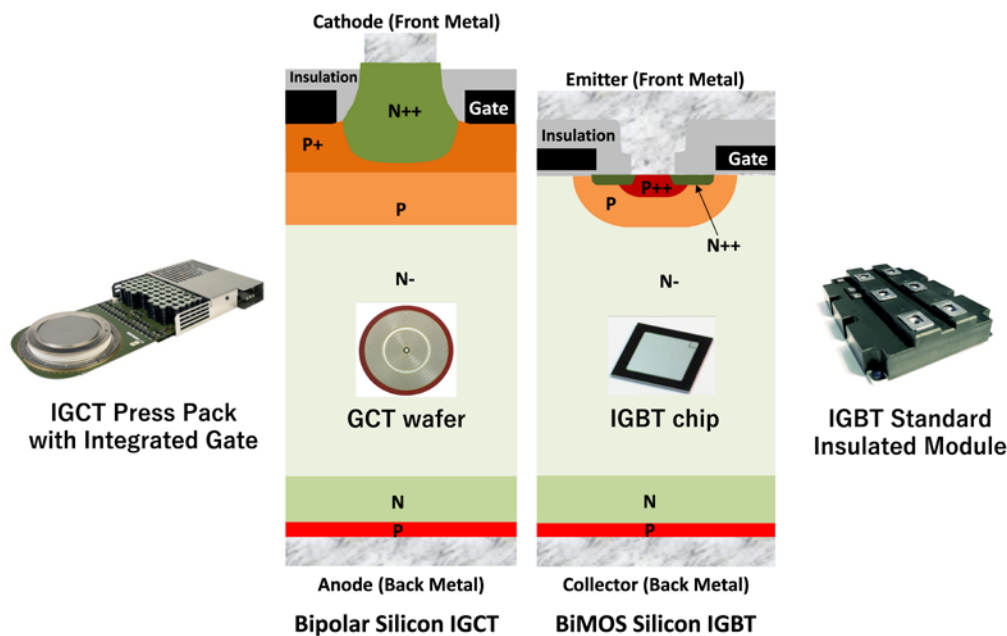 Cathode (Front Metal)
Insulation
N++
Gate
P+
P
N-
GCT wafer
N
P
Anode (Back Metal)
Bipolar Silicon IGCT
Emitter (Front Metal)
Insulation
Gate
P++
P
N++
N-
IGBT chip
N
P
Collector (Back Metal)
BiMOS Silicon IGBT
IGCT Press Pack
with Integrated Gate
IGBT Standard
Insulated Module